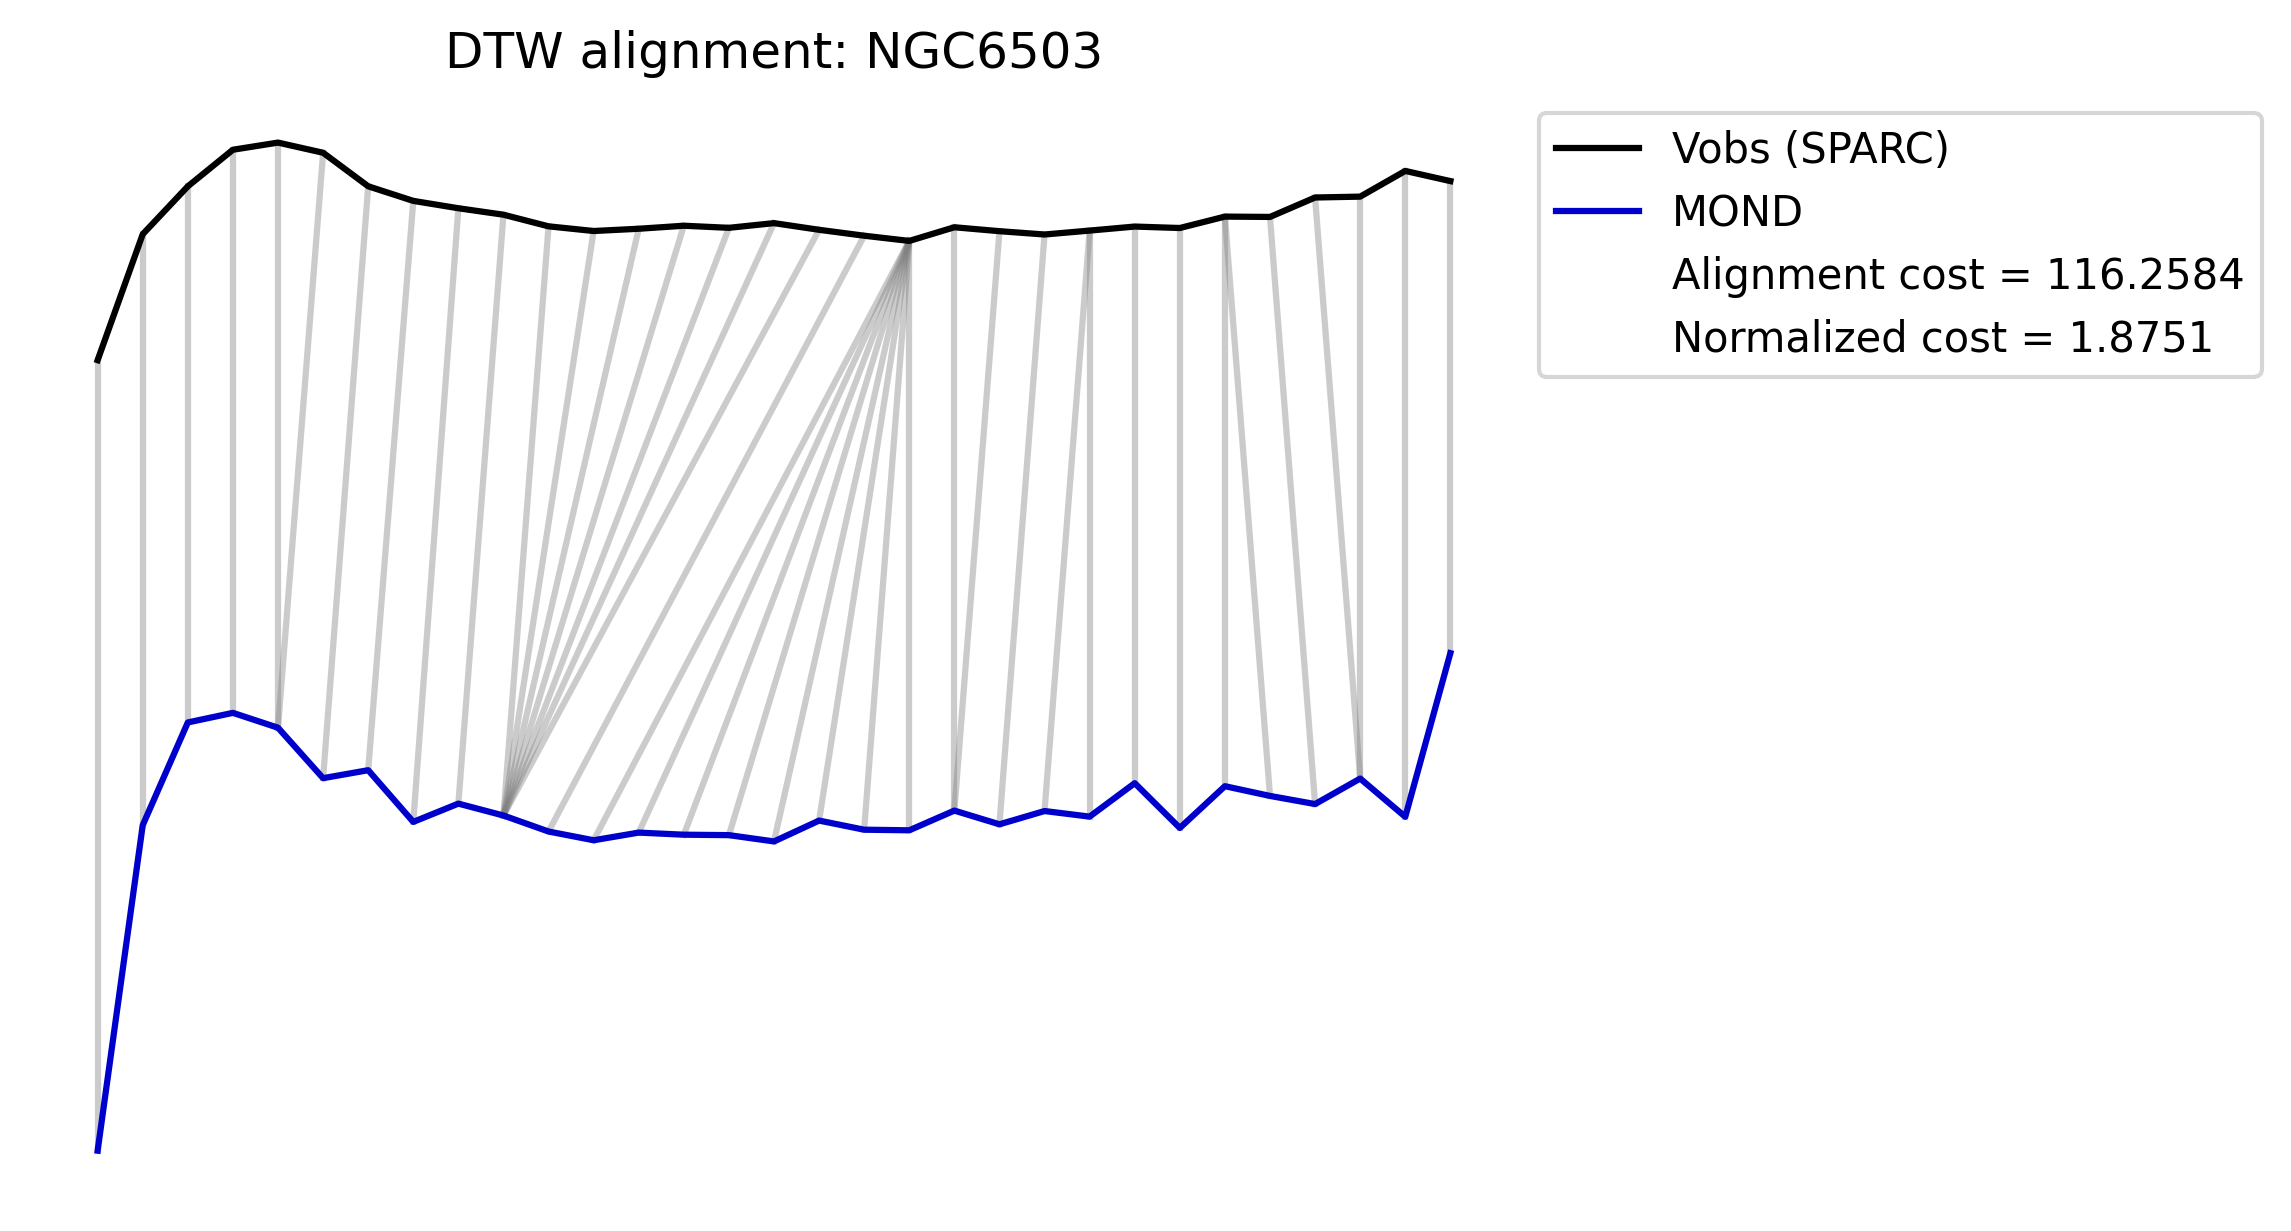 DTW alignment: NGC6503
Vobs (SPARC)
MOND
Alignment cost = 116.2584
Normalized cost = 1.8751